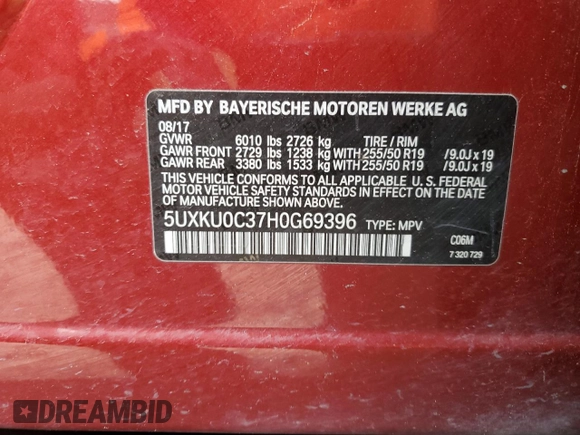 MFD BY BAYERISCHE MOTOREN WERKE AG
08/17
GVWR 6010 lbs 2726 kg TIRE / RIM
GAWR FRONT 2729 lbs 1238 kg WITH 255/50 R19 /9.0J x 19
GAWR REAR 3380 lbs 1533 kg WITH 255/50 R19 /9.0J x 19
THIS VEHICLE CONFORMS TO ALL APPLICABLE U. S. FEDERAL
MOTOR VEHICLE SAFETY STANDARDS IN EFFECT ON THE DATE
OF MANUFACTURE SHOWN ABOVE.
5UXKU0C37H0G69396 TYPE: MPV
C06M
7 320 729
DREAMBID